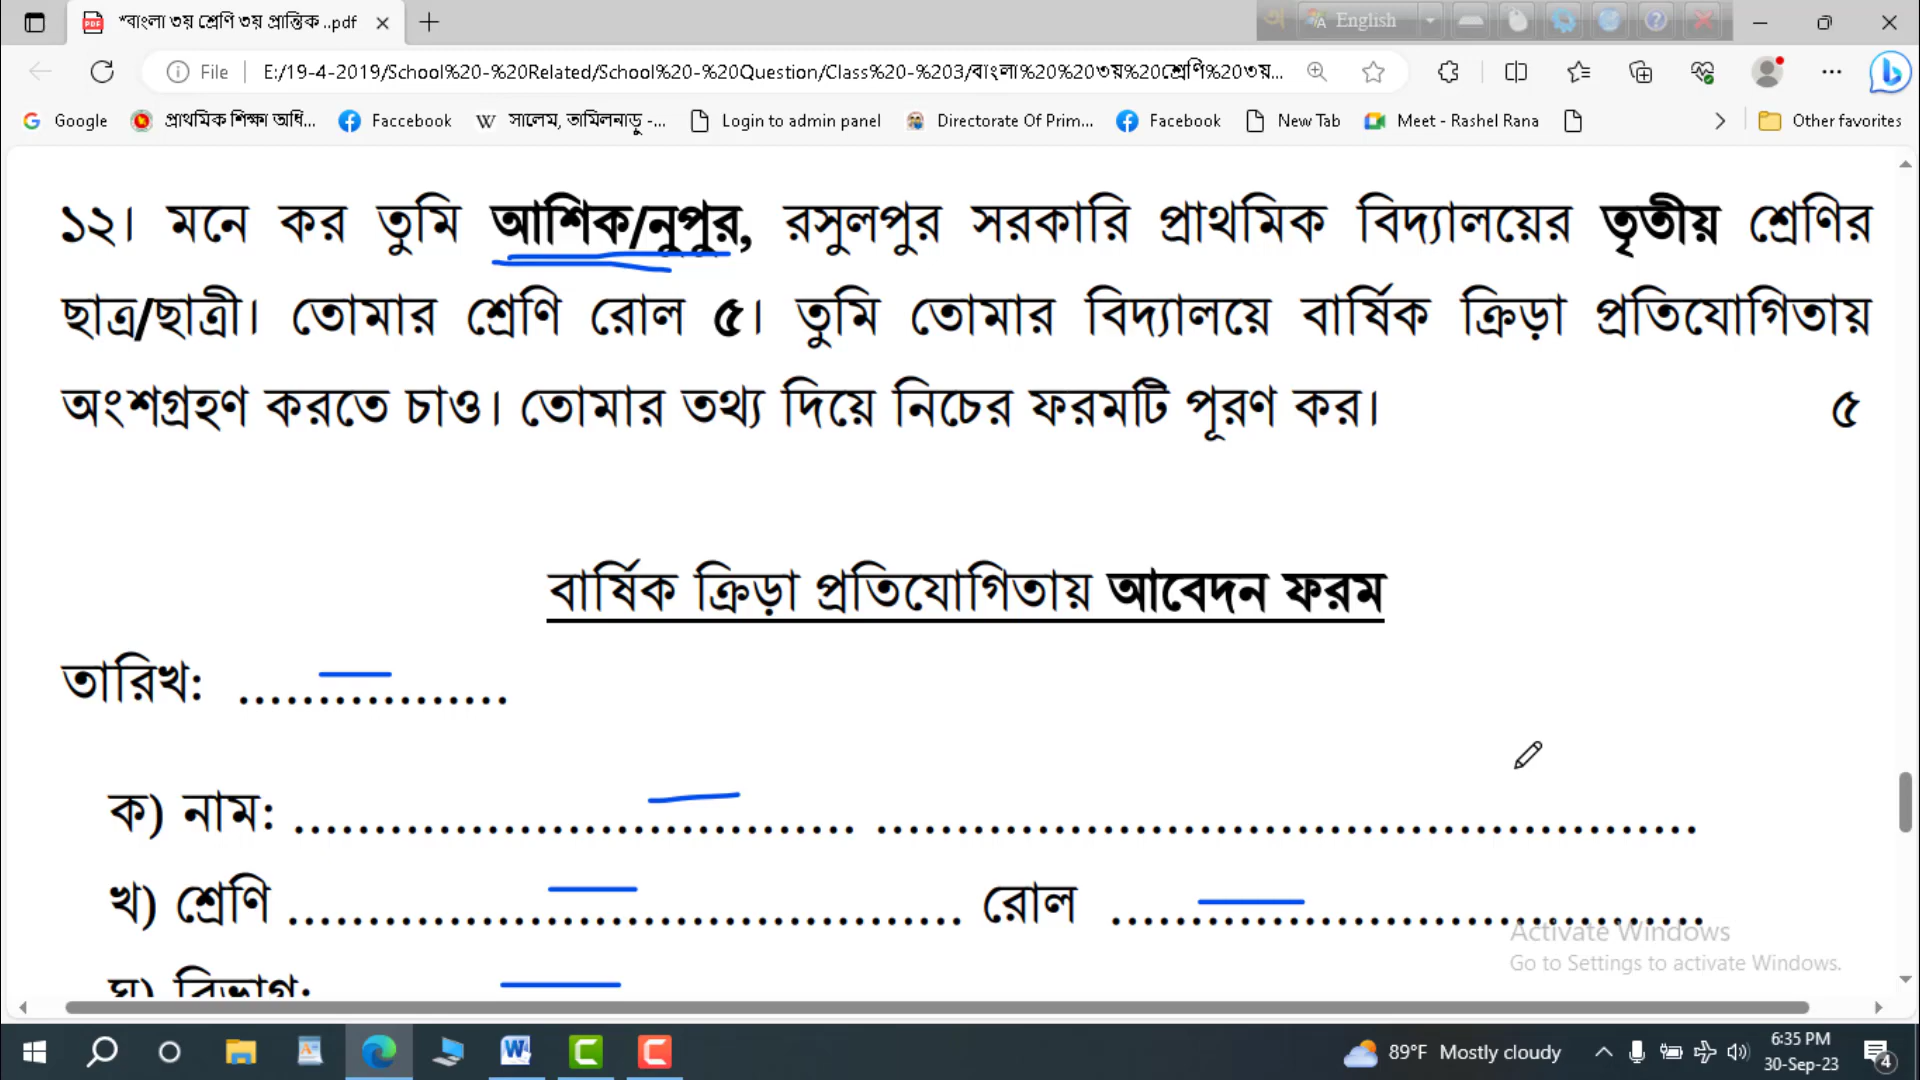 *বাংলা ৩য় শ্রেণি ৩য় প্রান্তিক ..pdf
English
File
E:/19-4-2019/School%20-%20Related/School%20-%20Question/Class%20-%203/বাংলা%20%20৩য়%20শ্রেণি%20৩য়...
Google
প্রাথমিক শিক্ষা অধি...
Faccebook
সালেম, তামিলনাড়ু -...
Login to admin panel
Directorate Of Prim...
Facebook
New Tab
Meet - Rashel Rana
Other favorites
১২। মনে কর তুমি আশিক/নুপুর, রসুলপুর সরকারি প্রাথমিক বিদ্যালয়ের তৃতীয় শ্রেণির
ছাত্র/ছাত্রী। তোমার শ্রেণি রোল ৫। তুমি তোমার বিদ্যালয়ে বার্ষিক ক্রিড়া প্রতিযোগিতায়
অংশগ্রহণ করতে চাও। তোমার তথ্য দিয়ে নিচের ফরমটি পূরণ কর। ৫
বার্ষিক ক্রিড়া প্রতিযোগিতায় আবেদন ফরম
তারিখ: .................
ক) নাম: ................................... ...................................................
খ) শ্রেণি .......................................... রোল .....................................
ঘ) বিভাগ:
Activate Windows
Go to Settings to activate Windows.
89°F Mostly cloudy
6:35 PM
30-Sep-23
4